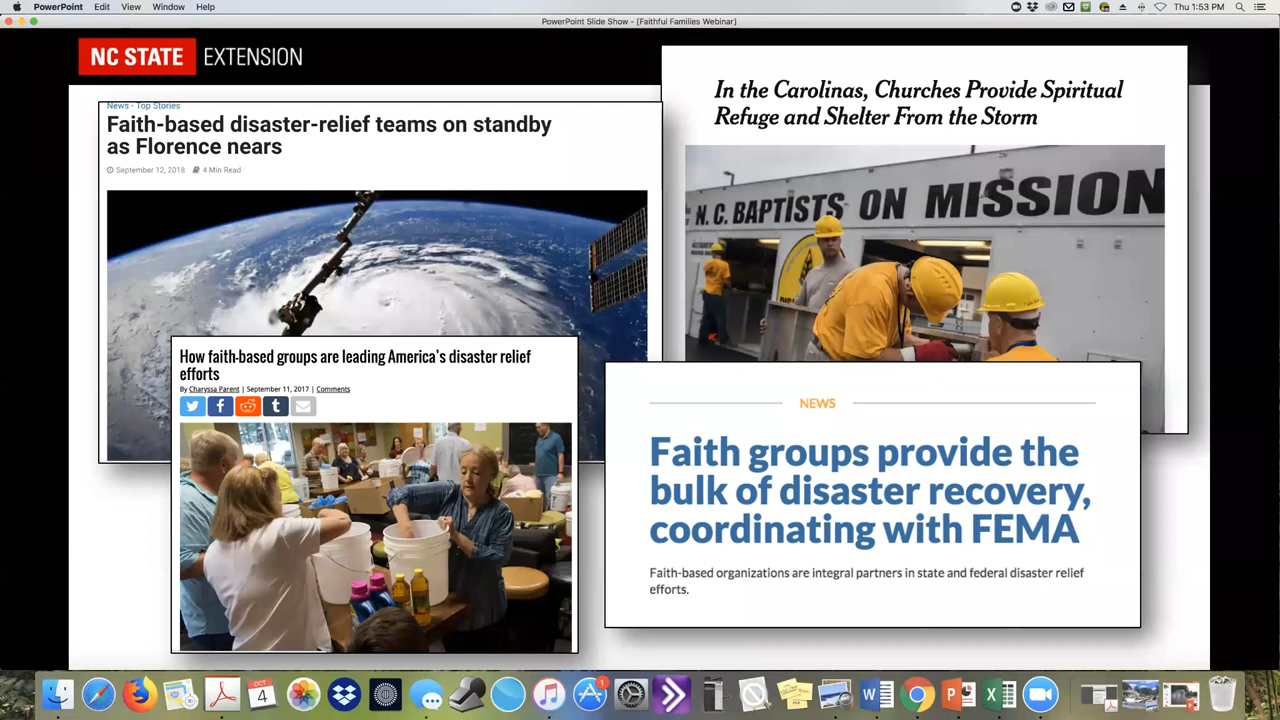 PowerPoint Edit View Window Help
Thu 1:53 PM
PowerPoint Slide Show - [Faithful Families Webinar]
NC STATE EXTENSION
News · Top Stories
Faith-based disaster-relief teams on standby
as Florence nears
September 12, 2018 4 Min Read
In the Carolinas, Churches Provide Spiritual
Refuge and Shelter From the Storm
N.C. BAPTISTS ON MISSION
How faith-based groups are leading America's disaster relief
efforts
By Charyssa Parent | September 11, 2017 | Comments
NEWS
Faith groups provide the
bulk of disaster recovery,
coordinating with FEMA
Faith-based organizations are integral partners in state and federal disaster relief
efforts.
OCT
4
1